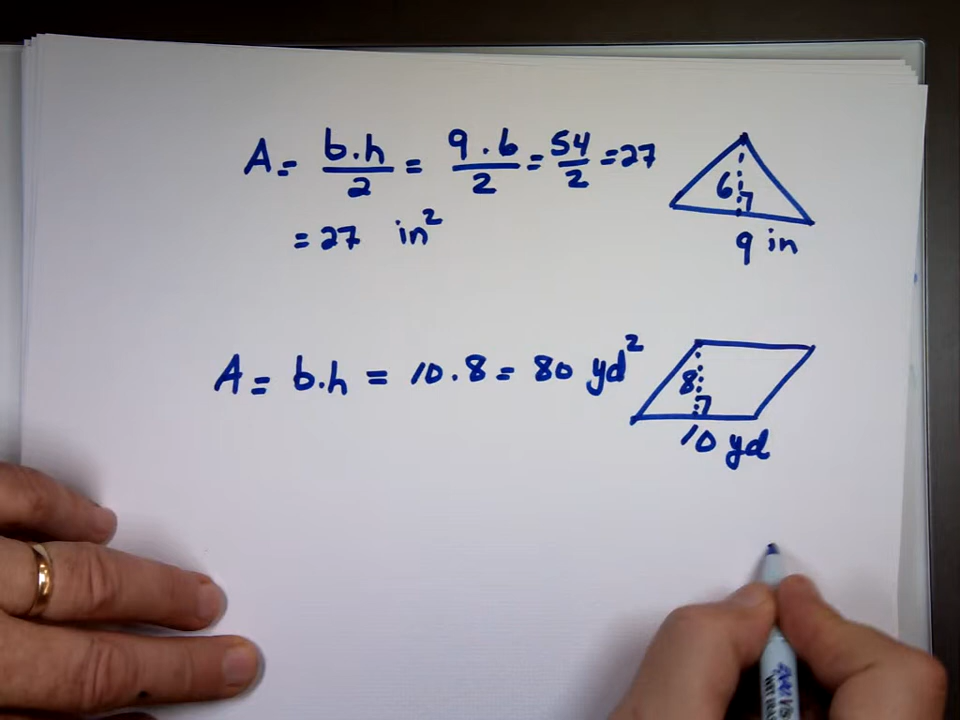 A = b.h/2 = 9.6/2 = 54/2 = 27
= 27 in²
6
9 in
A = b.h = 10.8 = 80 yd²
8
10 yd